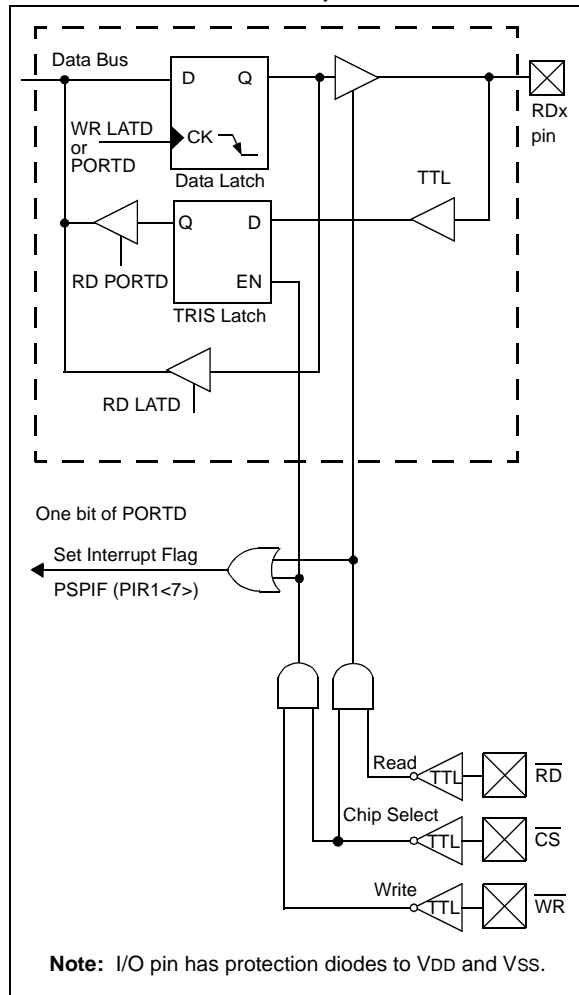 Data Bus
D Q
RDx
pin
WR LATD
or
PORTD
CK
Data Latch
TTL
Q D
RD PORTD
EN
TRIS Latch
RD LATD
One bit of PORTD
Set Interrupt Flag
PSPIF (PIR1<7>)
Read
TTL
RD
Chip Select
TTL
CS
Write
TTL
WR
Note: I/O pin has protection diodes to VDD and VSS.